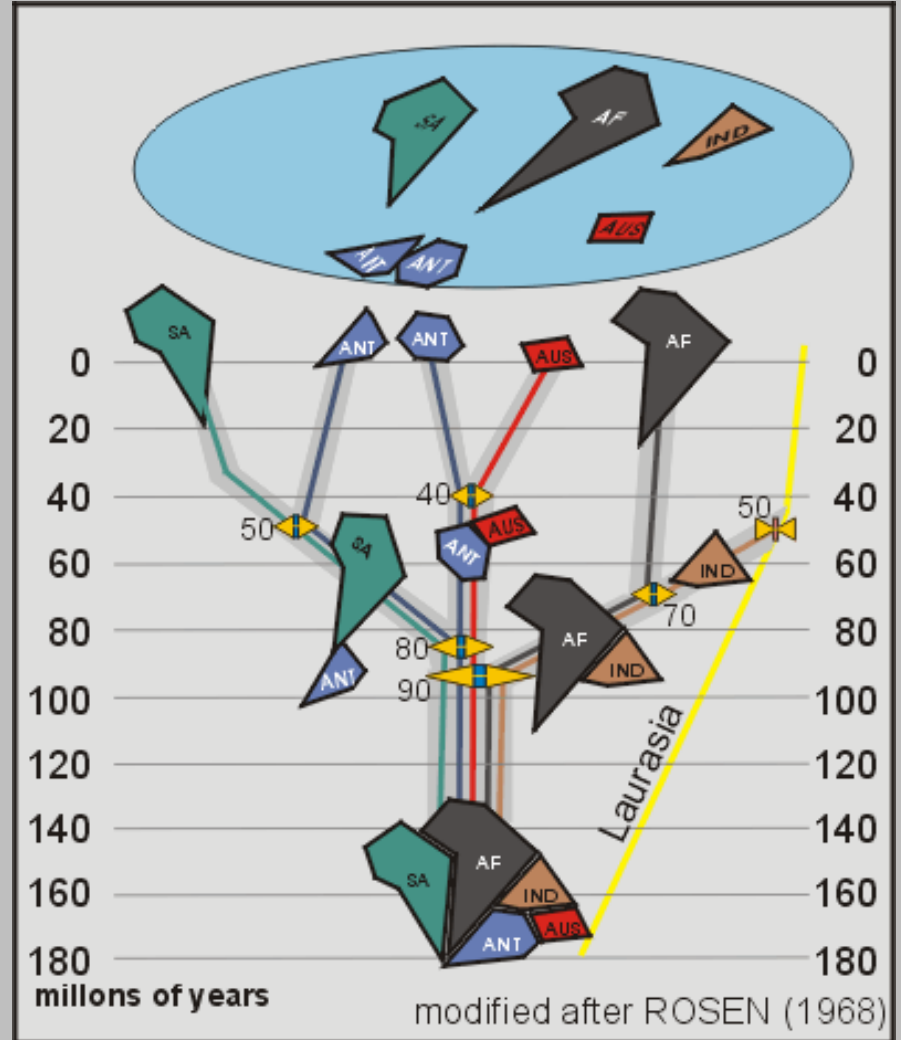 SA
AF
IND
AUS
ANT ANT
SA
ANT
ANT
AUS
AF
0 0
20 20
40 40 40
50 50
SA
AUS
ANT
60 60
IND
70
80 80
80
AF
IND
ANT
90
100 100
120 120
Laurasia
140 140
AF
SA
160 160
IND
AUS
ANT
180 180
millons of years
modified after ROSEN (1968)